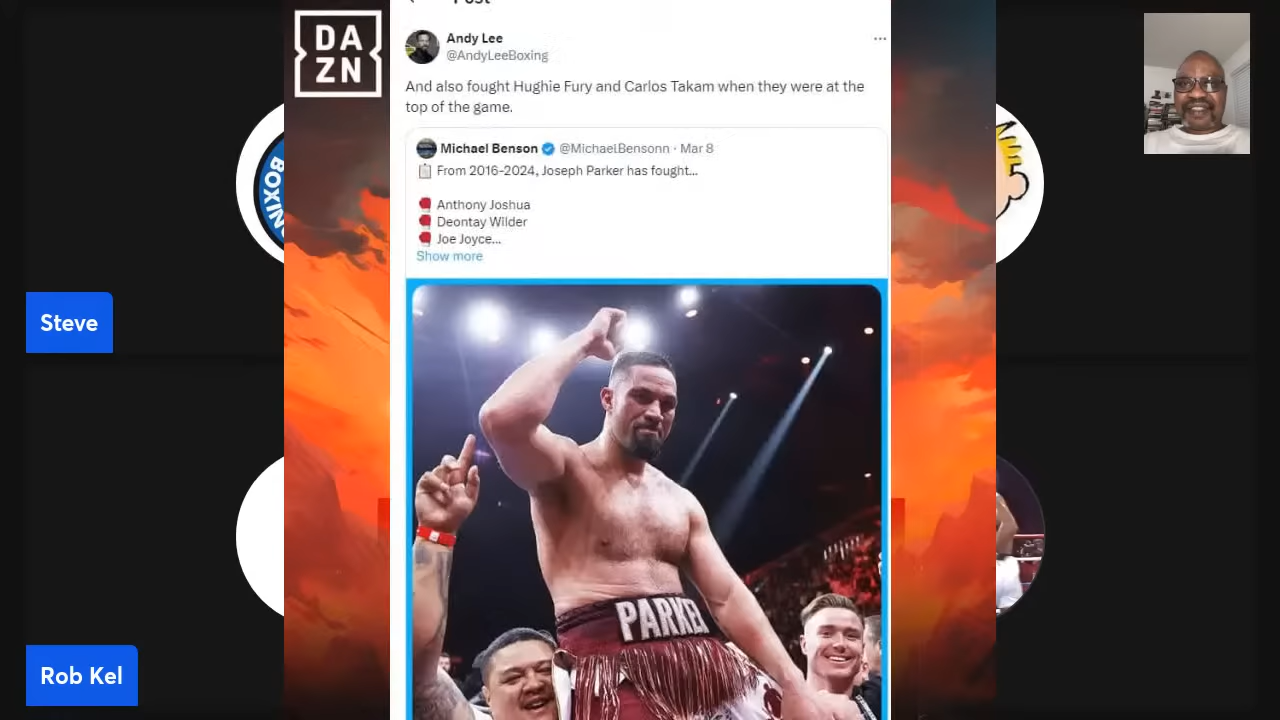 Post
DA
ZN
Andy Lee
@AndyLeeBoxing
And also fought Hughie Fury and Carlos Takam when they were at the
top of the game.
Michael Benson @MichaelBensonn · Mar 8
From 2016-2024, Joseph Parker has fought...
Anthony Joshua
Deontay Wilder
Joe Joyce...
Show more
BOXIN
Steve
PARKER
Rob Kel